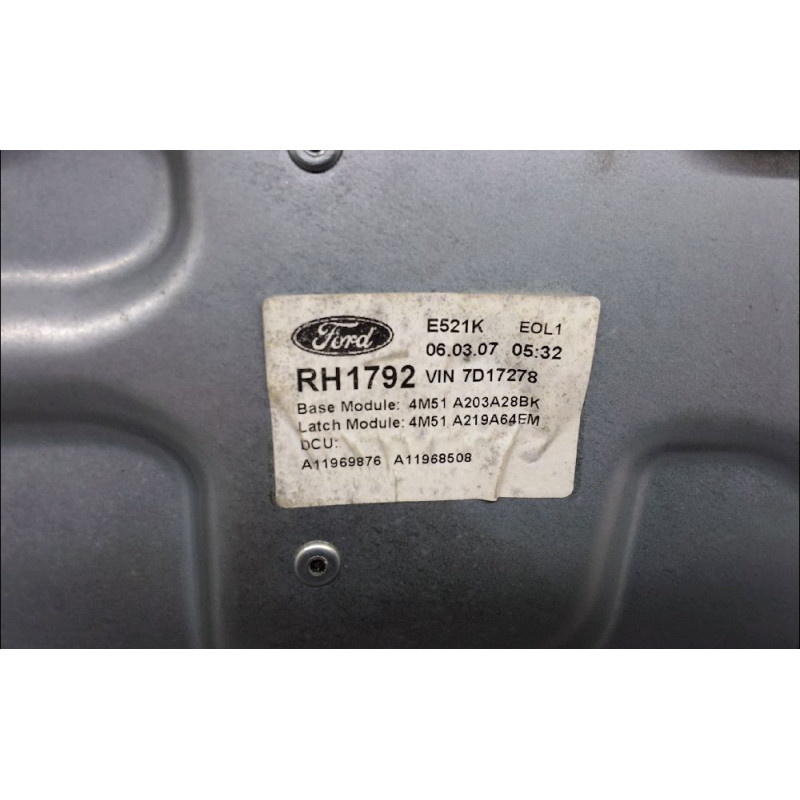 Ford E521K EOL1
06.03.07 05:32
RH1792 VIN 7D17278
Base Module: 4M51 A203A28BK
Latch Module: 4M51 A219A64EM
DCU:
A11969876 A11968508